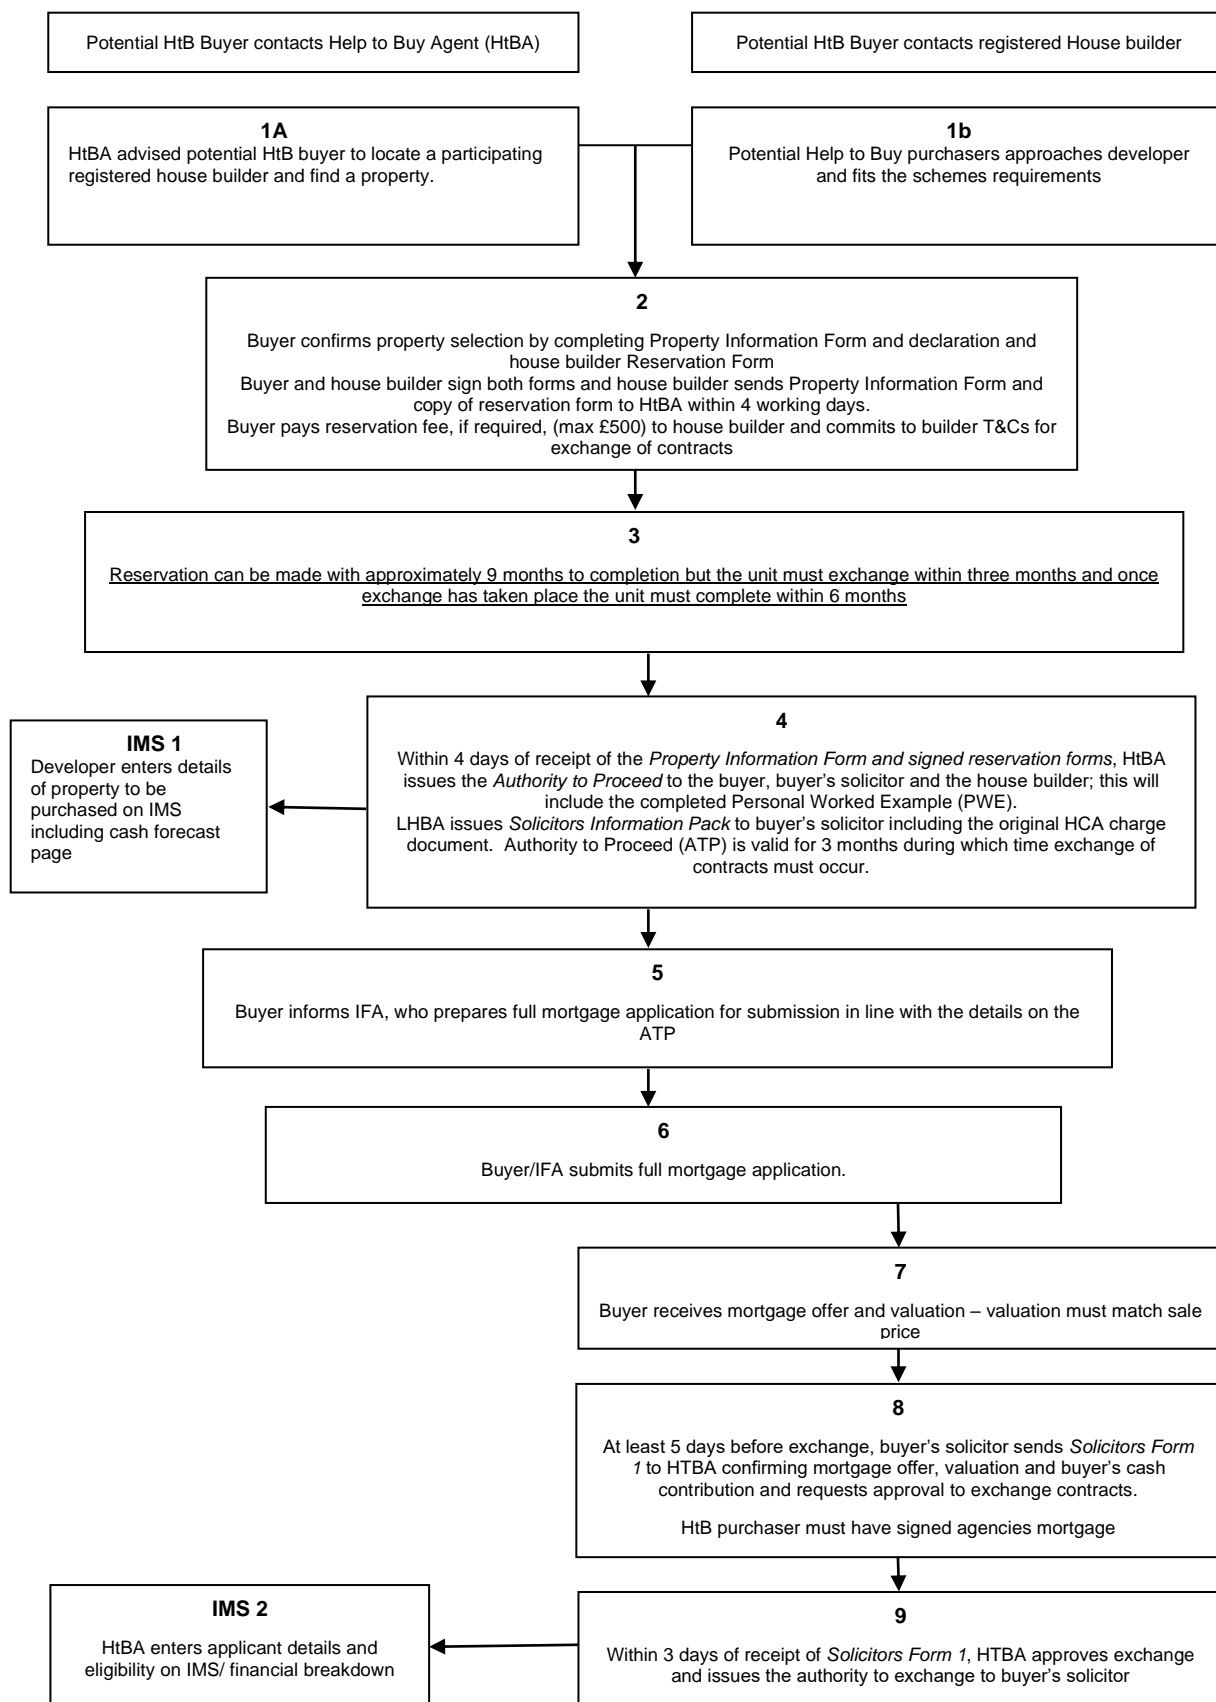 Potential HtB Buyer contacts Help to Buy Agent (HtBA)
Potential HtB Buyer contacts registered House builder
1A
HtBA advised potential HtB buyer to locate a participating
registered house builder and find a property.
1b
Potential Help to Buy purchasers approaches developer
and fits the schemes requirements
2
Buyer confirms property selection by completing Property Information Form and declaration and
house builder Reservation Form
Buyer and house builder sign both forms and house builder sends Property Information Form and
copy of reservation form to HtBA within 4 working days.
Buyer pays reservation fee, if required, (max £500) to house builder and commits to builder T&Cs for
exchange of contracts
3
Reservation can be made with approximately 9 months to completion but the unit must exchange within three months and once
exchange has taken place the unit must complete within 6 months
4
Within 4 days of receipt of the Property Information Form and signed reservation forms, HtBA
issues the Authority to Proceed to the buyer, buyer’s solicitor and the house builder; this will
include the completed Personal Worked Example (PWE).
LHBA issues Solicitors Information Pack to buyer’s solicitor including the original HCA charge
document. Authority to Proceed (ATP) is valid for 3 months during which time exchange of
contracts must occur.
IMS 1
Developer enters details
of property to be
purchased on IMS
including cash forecast
page
5
Buyer informs IFA, who prepares full mortgage application for submission in line with the details on the
ATP
6
Buyer/IFA submits full mortgage application.
7
Buyer receives mortgage offer and valuation – valuation must match sale
price
8
At least 5 days before exchange, buyer’s solicitor sends Solicitors Form
1 to HTBA confirming mortgage offer, valuation and buyer’s cash
contribution and requests approval to exchange contracts.
HtB purchaser must have signed agencies mortgage
IMS 2
HtBA enters applicant details and
eligibility on IMS/ financial breakdown
9
Within 3 days of receipt of Solicitors Form 1, HTBA approves exchange
and issues the authority to exchange to buyer’s solicitor